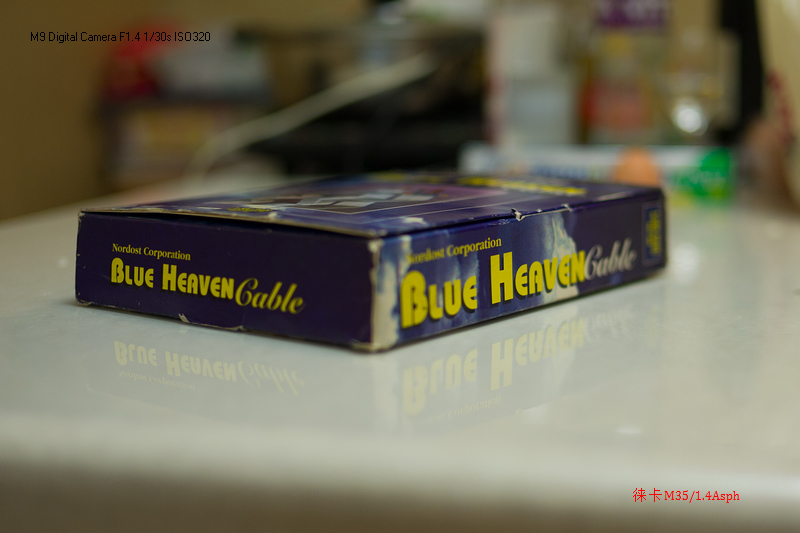 M9 Digital Camera F1.4 1/30s ISO320
Nordost Corporation
BLUE HEAVEN Cable
Nordost Corporation
BLUE HEAVEN Cable
徕卡M35/1.4Asph